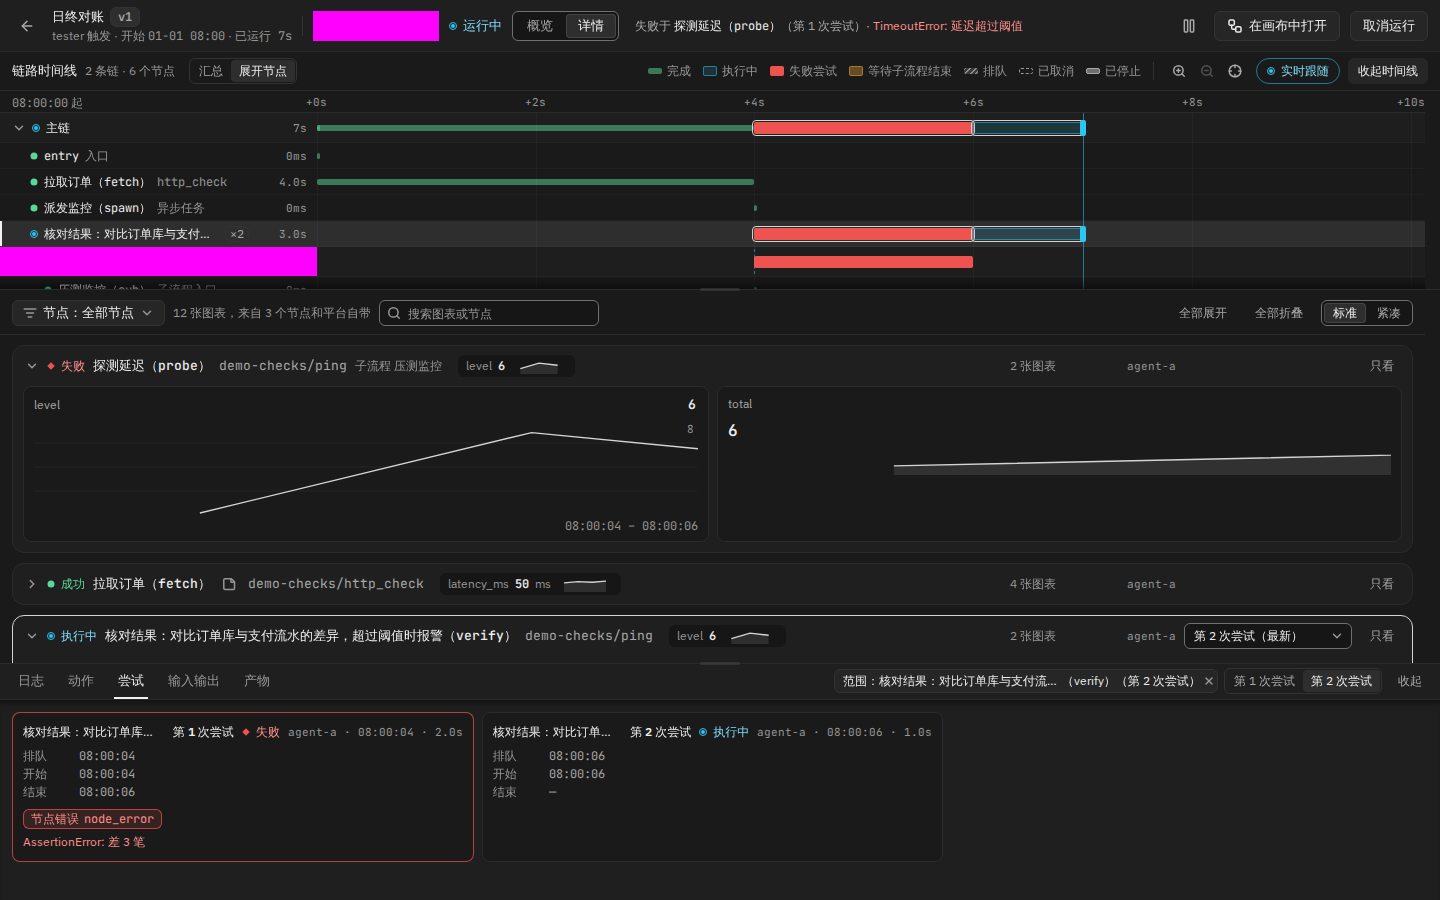 日终对账 v1
tester 触发 · 开始 01-01 08:00 · 已运行 7s
运行中
概览 详情
失败于 探测延迟（probe）（第 1 次尝试）· TimeoutError: 延迟超过阈值
在画布中打开
取消运行
链路时间线 2 条链 · 6 个节点
汇总 展开节点
完成 执行中 失败尝试 等待子流程结束 排队 已取消 已停止
实时跟随
收起时间线
08:00:00 起 +0s +2s +4s +6s +8s +10s
主链 7s
entry 入口 0ms
拉取订单（fetch） http_check 4.0s
派发监控（spawn） 异步任务 0ms
核对结果：对比订单库与支付... ×2 3.0s
压测监控（sub） 子流程入口 0ms
节点：全部节点
12 张图表，来自 3 个节点和平台自带
搜索图表或节点
全部展开 全部折叠 标准 紧凑
失败 探测延迟（probe） demo-checks/ping 子流程 压测监控 level 6 2 张图表 agent-a 只看
level 6
8
08:00:04 – 08:00:06
total
6
成功 拉取订单（fetch） demo-checks/http_check latency_ms 50 ms 4 张图表 agent-a 只看
执行中 核对结果：对比订单库与支付流水的差异，超过阈值时报警（verify） demo-checks/ping level 6 2 张图表 agent-a 第 2 次尝试（最新） 只看
日志 动作 尝试 输入输出 产物
范围：核对结果：对比订单库与支付流... （verify）（第 2 次尝试）
第 1 次尝试 第 2 次尝试 收起
核对结果：对比订单库... 第 1 次尝试 失败 agent-a · 08:00:04 · 2.0s
排队 08:00:04
开始 08:00:04
结束 08:00:06
节点错误 node_error
AssertionError: 差 3 笔
核对结果：对比订单... 第 2 次尝试 执行中 agent-a · 08:00:06 · 1.0s
排队 08:00:06
开始 08:00:06
结束 —